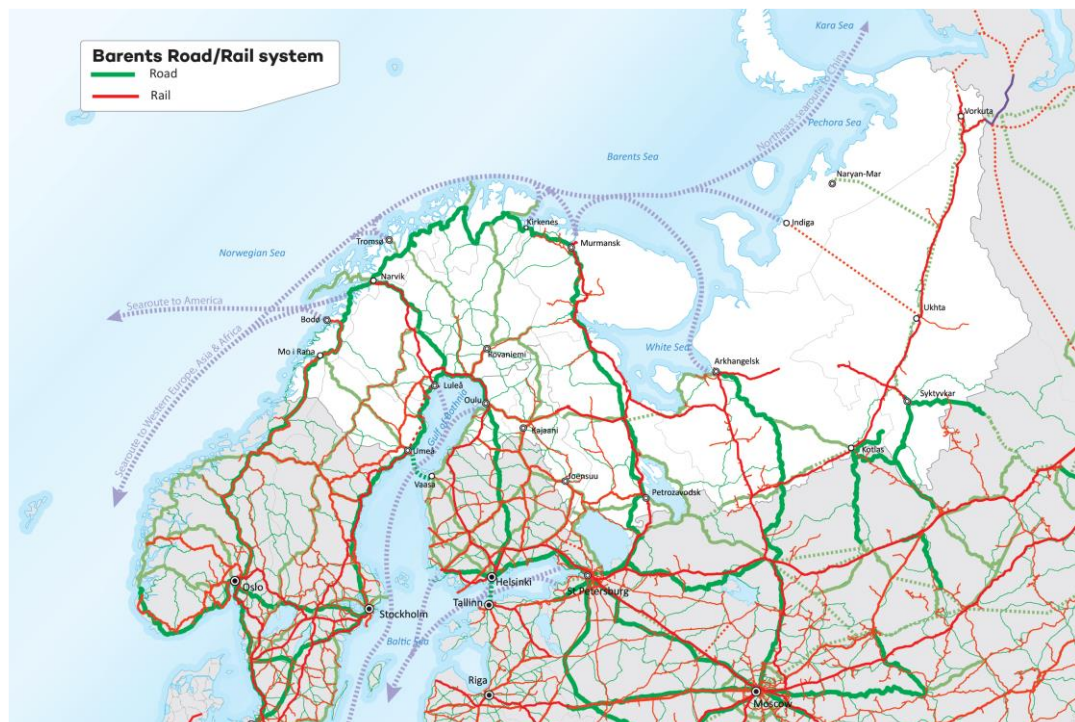 Barents Road/Rail system
Road
Rail
Kara Sea
Northeast searoute to China
Vorkuta
Pechora Sea
Barents Sea
Naryan-Mar
Indiga
Kirkenes
Tromsø
Murmansk
Norwegian Sea
Narvik
Searoute to America
Bodø
Ukhta
Searoute to Western Europe, Asia & Africa
White Sea
Mo i Rana
Rovaniemi
Arkhangelsk
Luleå
Oulu
Syktyvkar
Gulf of Bothnia
Kajaani
Umeå
Kotlas
Vaasa
Joensuu
Petrozavodsk
Oslo
Helsinki
St Petersburg
Tallinn
Stockholm
Baltic Sea
Riga
Moscow